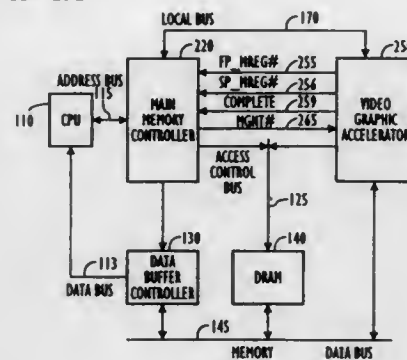 LOCAL BUS
170
220
25
FP_MREG#
255
ADDRESS BUS
SP_MREG#
256
115
110
CPU
MAIN
MEMORY
CONTROLLER
COMPLETE
259
MGNT#
265
VIDEO
GRAPHIC
ACCELERATOR
ACCESS
CONTROL
BUS
125
130
140
113
DATA
BUFFER
CONTROLLER
DRAM
DATA BUS
145
MEMORY
DATA BUS